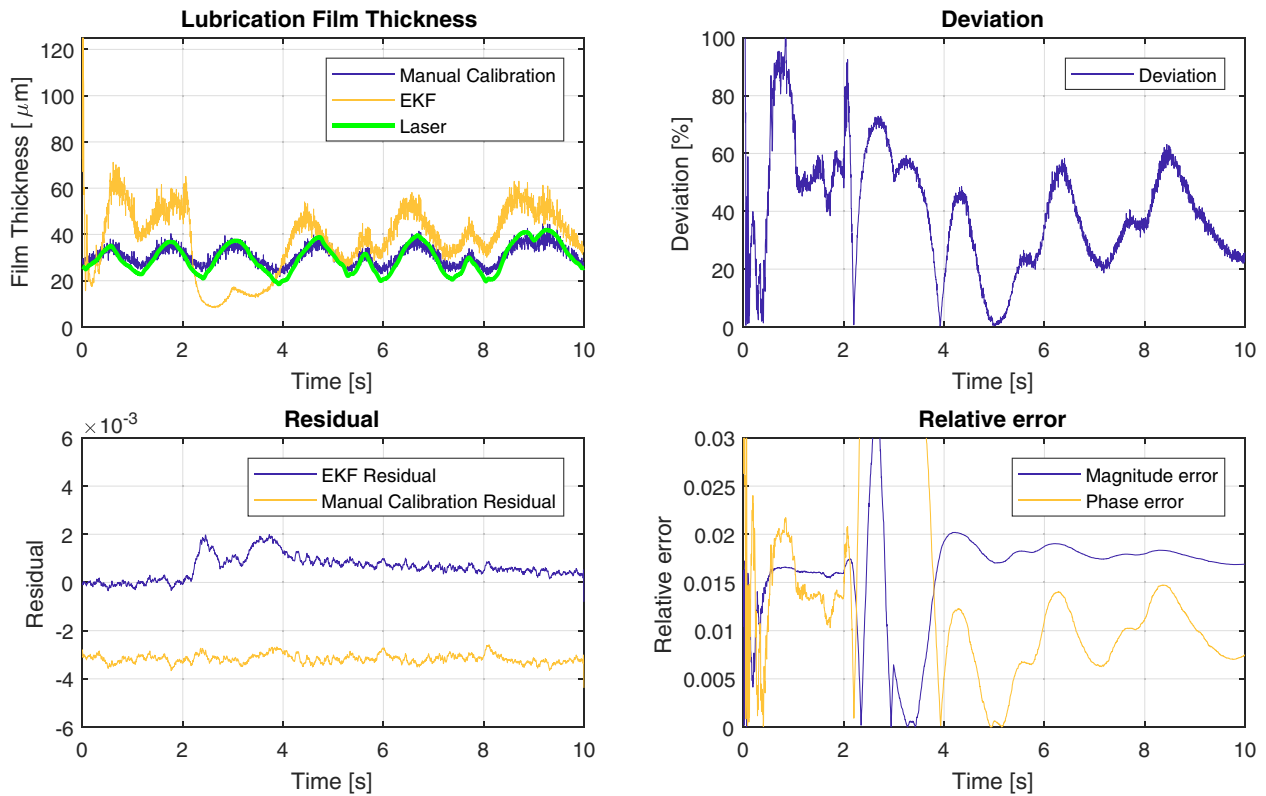 Lubrication Film Thickness
Film Thickness [ μm]
120
100
80
60
40
20
0
Manual Calibration
EKF
Laser
0 2 4 6 8 10
Time [s]
Deviation
Deviation [%]
100
80
60
40
20
0
Deviation
0 2 4 6 8 10
Time [s]
Residual
×10-3
Residual
6
4
2
0
-2
-4
-6
EKF Residual
Manual Calibration Residual
0 2 4 6 8 10
Time [s]
Relative error
Relative error
0.03
0.025
0.02
0.015
0.01
0.005
0
Magnitude error
Phase error
0 2 4 6 8 10
Time [s]